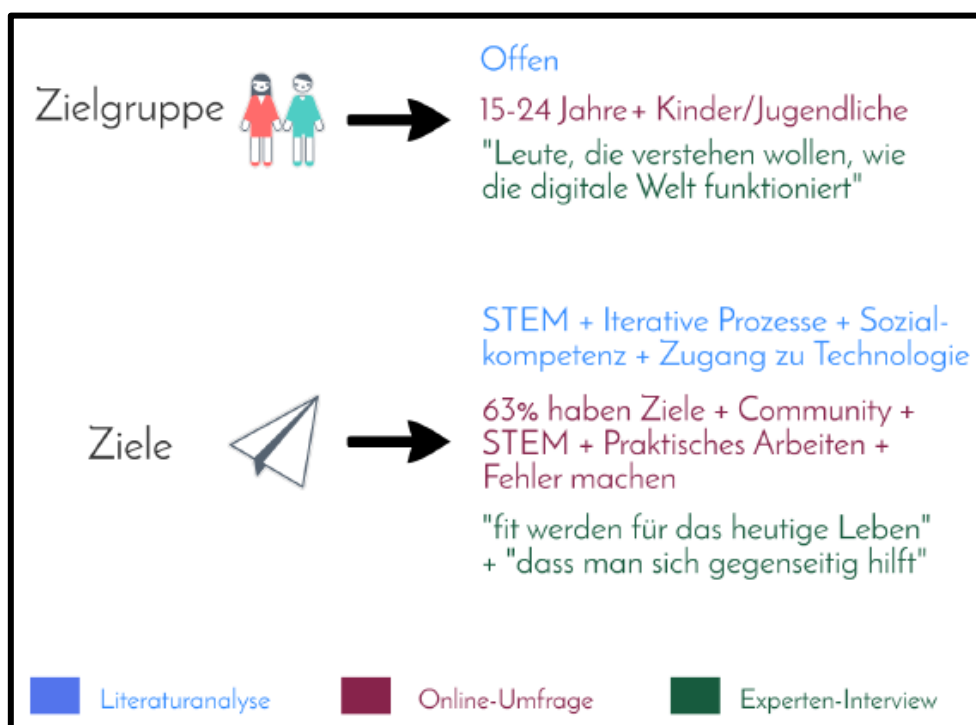 Zielgruppe
Offen
15-24 Jahre + Kinder/Jugendliche
"Leute, die verstehen wollen, wie
die digitale Welt funktioniert"
Ziele
STEM + Iterative Prozesse + Sozial-
kompetenz + Zugang zu Technologie
63% haben Ziele + Community +
STEM + Praktisches Arbeiten +
Fehler machen
"fit werden für das heutige Leben"
+ "dass man sich gegenseitig hilft"
Literaturanalyse
Online-Umfrage
Experten-Interview